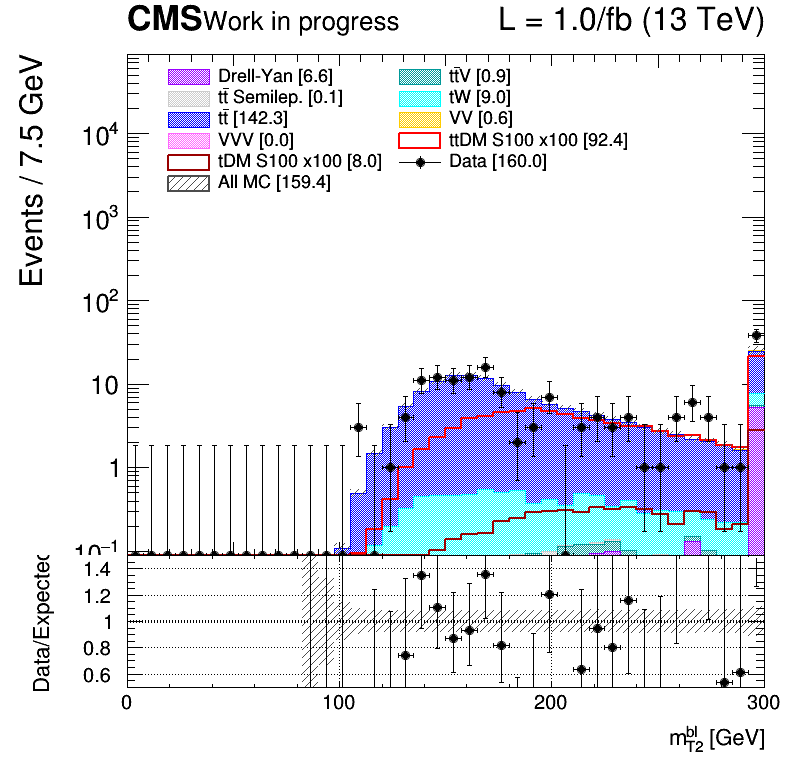 CMS Work in progress L = 1.0/fb (13 TeV)
Events / 7.5 GeV
Drell-Yan [6.6] tt̄V [0.9]
tt̄ Semilep. [0.1] tW [9.0]
tt̄ [142.3] VV [0.6]
VVV [0.0] ttDM S100 x100 [92.4]
tDM S100 x100 [8.0] Data [160.0]
All MC [159.4]
10⁴
10³
10²
10
1
10⁻¹
Data/Expected
1.4
1.2
1
0.8
0.6
0 100 200 300
m_{T2}^{bl} [GeV]